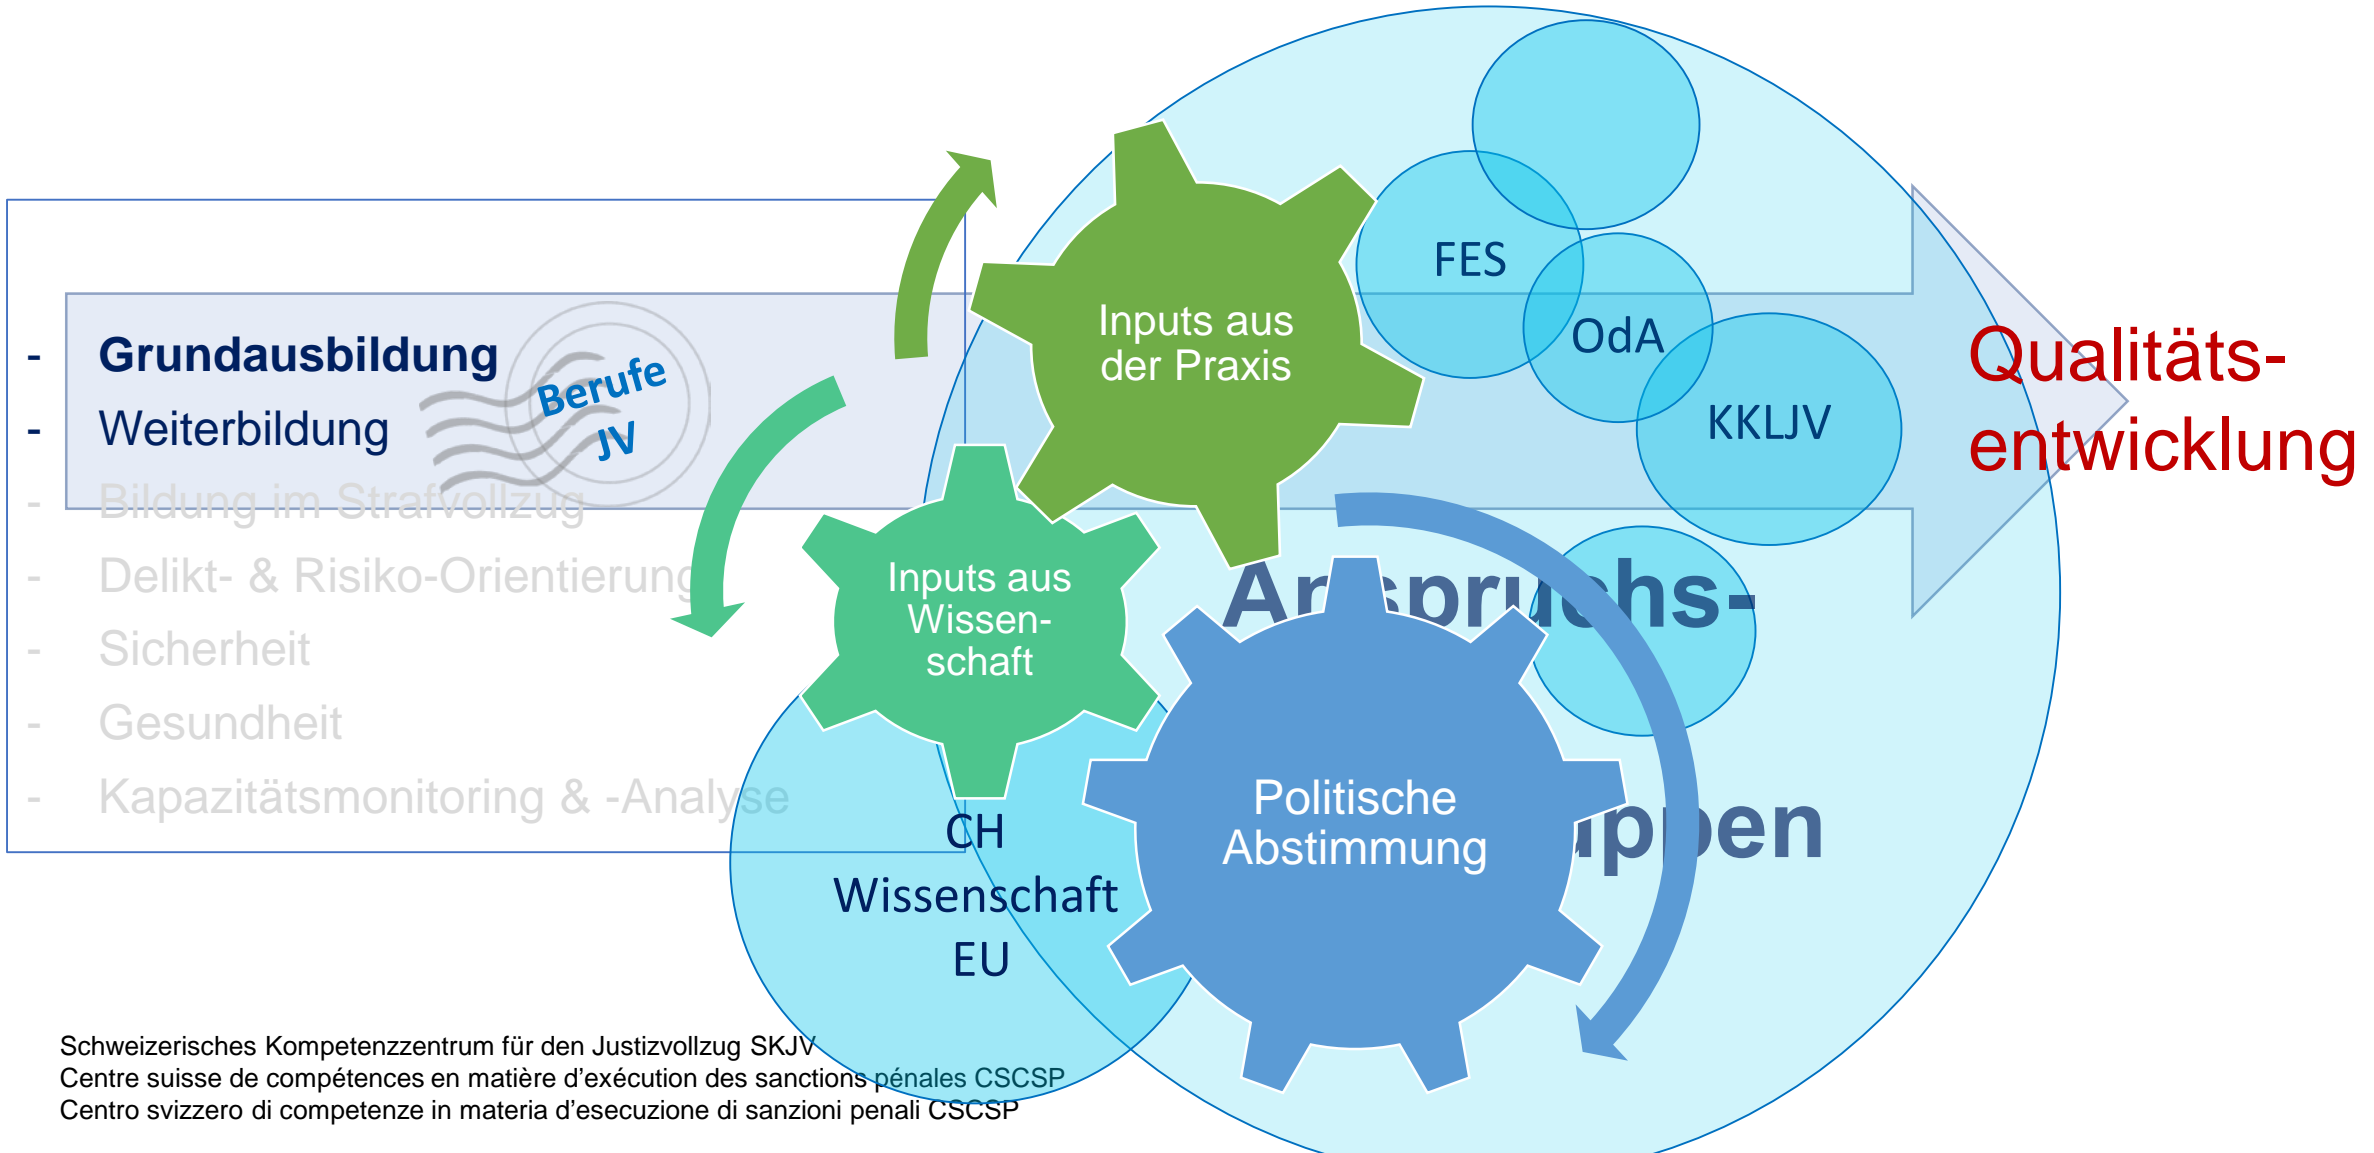 - Grundausbildung
- Weiterbildung
- Bildung im Strafvollzug
- Delikt- & Risiko-Orientierung
- Sicherheit
- Gesundheit
- Kapazitätsmonitoring & -Analyse
Berufe
JV
Inputs aus
der Praxis
Inputs aus
Wissen-
schaft
Politische
Abstimmung
FES
OdA
KKLJV
Anspruchs-
uppen
CH
Wissenschaft
EU
Qualitäts-
entwicklung
Schweizerisches Kompetenzzentrum für den Justizvollzug SKJV
Centre suisse de compétences en matière d’exécution des sanctions pénales CSCSP
Centro svizzero di competenze in materia d’esecuzione di sanzioni penali CSCSP